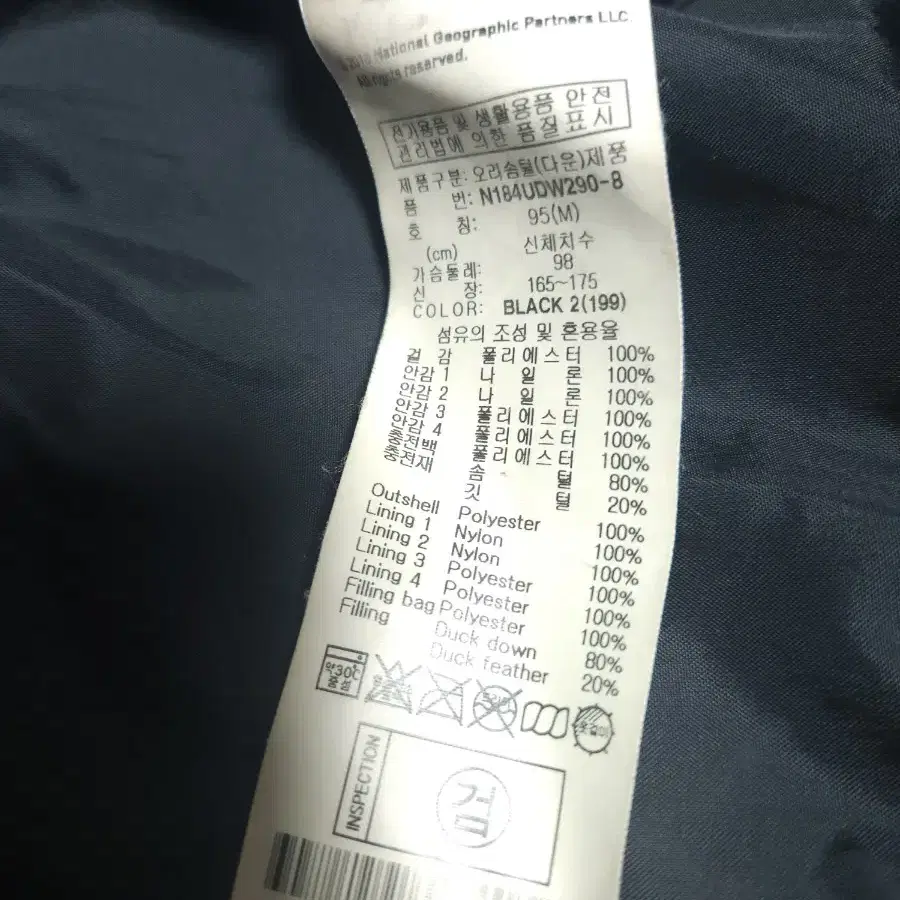 ©2018 National Geographic Partners LLC.
All rights reserved.
전기용품 및 생활용품 안전
관리법에 의한 품질표시
제품구분: 오리솜털(다운)제품
품 번: N184UDW290-8
호 칭: 95(M)
(cm) 신체치수
가슴둘레: 98
신 장: 165~175
COLOR: BLACK 2(199)
섬유의 조성 및 혼용율
겉 감 폴리에스터 100%
안감 1 나 일 론 100%
안감 2 나 일 론 100%
안감 3 폴리에스터 100%
안감 4 폴리에스터 100%
충전백 폴리에스터 100%
충전재 솜 털 80%
깃 털 20%
Outshell Polyester 100%
Lining 1 Nylon 100%
Lining 2 Nylon 100%
Lining 3 Polyester 100%
Lining 4 Polyester 100%
Filling bag Polyester 100%
Filling Duck down 80%
Duck feather 20%
약30℃
중성
드라이
옷걸이
INSPECTION
검